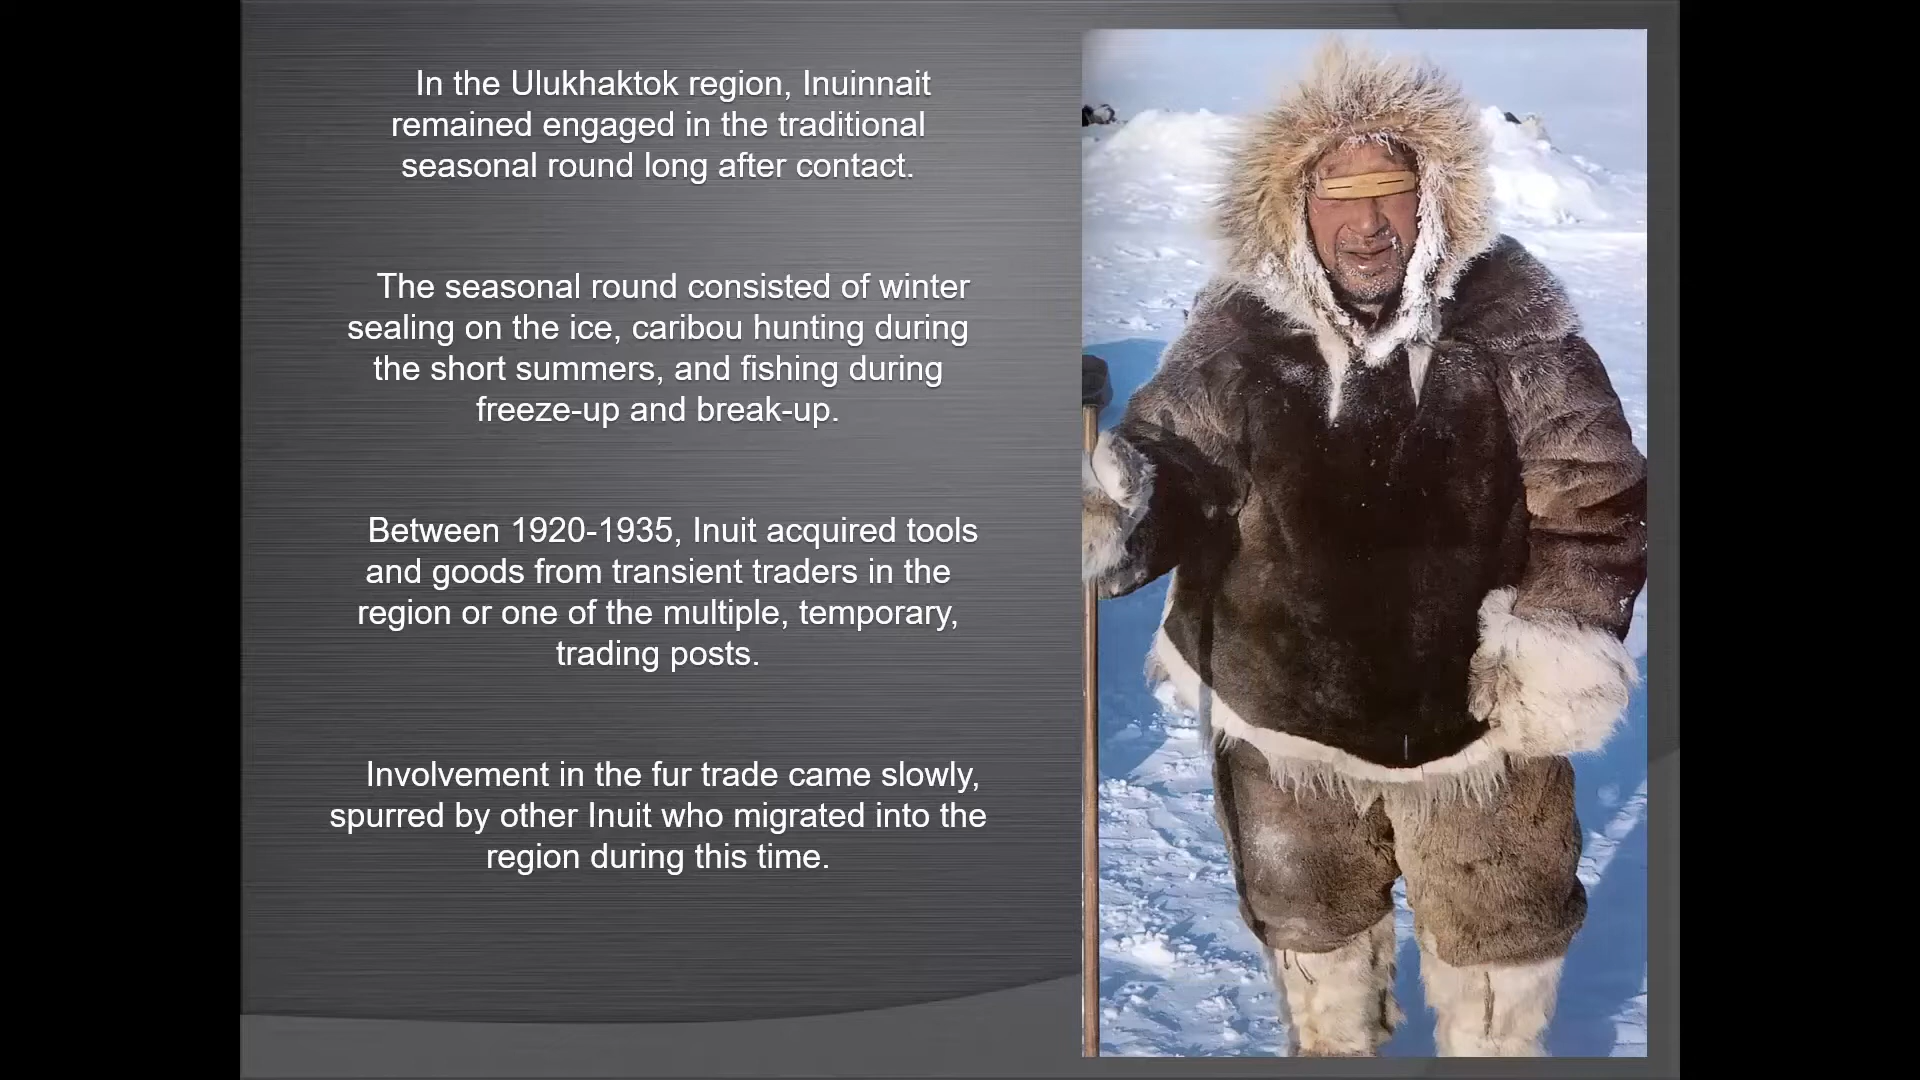 In the Ulukhaktok region, Inuinnait
remained engaged in the traditional
seasonal round long after contact.
The seasonal round consisted of winter
sealing on the ice, caribou hunting during
the short summers, and fishing during
freeze-up and break-up.
Between 1920-1935, Inuit acquired tools
and goods from transient traders in the
region or one of the multiple, temporary,
trading posts.
Involvement in the fur trade came slowly,
spurred by other Inuit who migrated into the
region during this time.